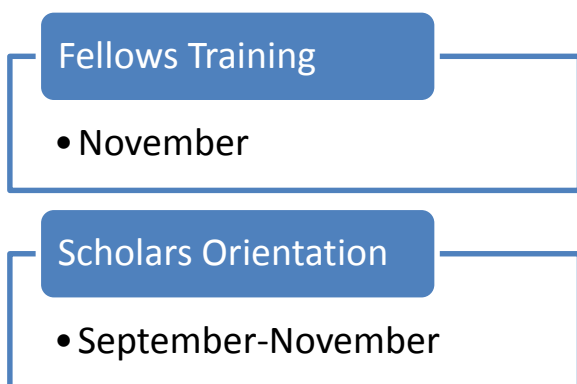 Fellows Training
•November
Scholars Orientation
•September-November